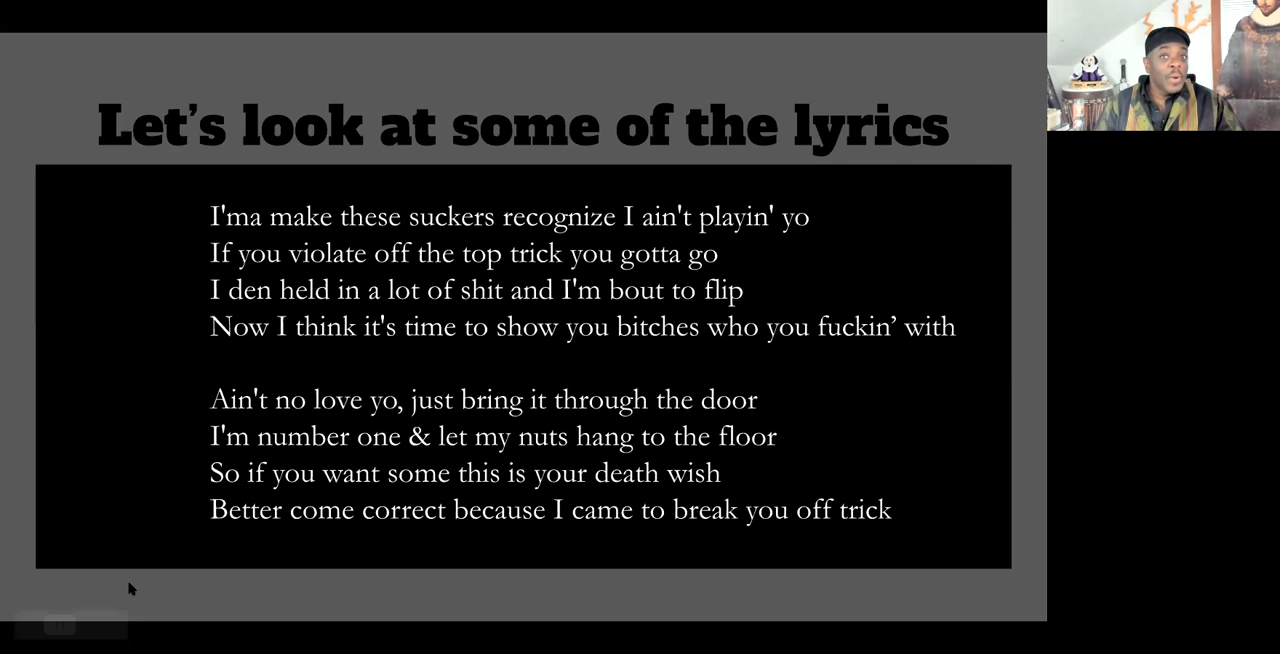 Let's look at some of the lyrics
I'ma make these suckers recognize I ain't playin' yo
If you violate off the top trick you gotta go
I den held in a lot of shit and I'm bout to flip
Now I think it's time to show you bitches who you fuckin’ with
Ain't no love yo, just bring it through the door
I'm number one & let my nuts hang to the floor
So if you want some this is your death wish
Better come correct because I came to break you off trick